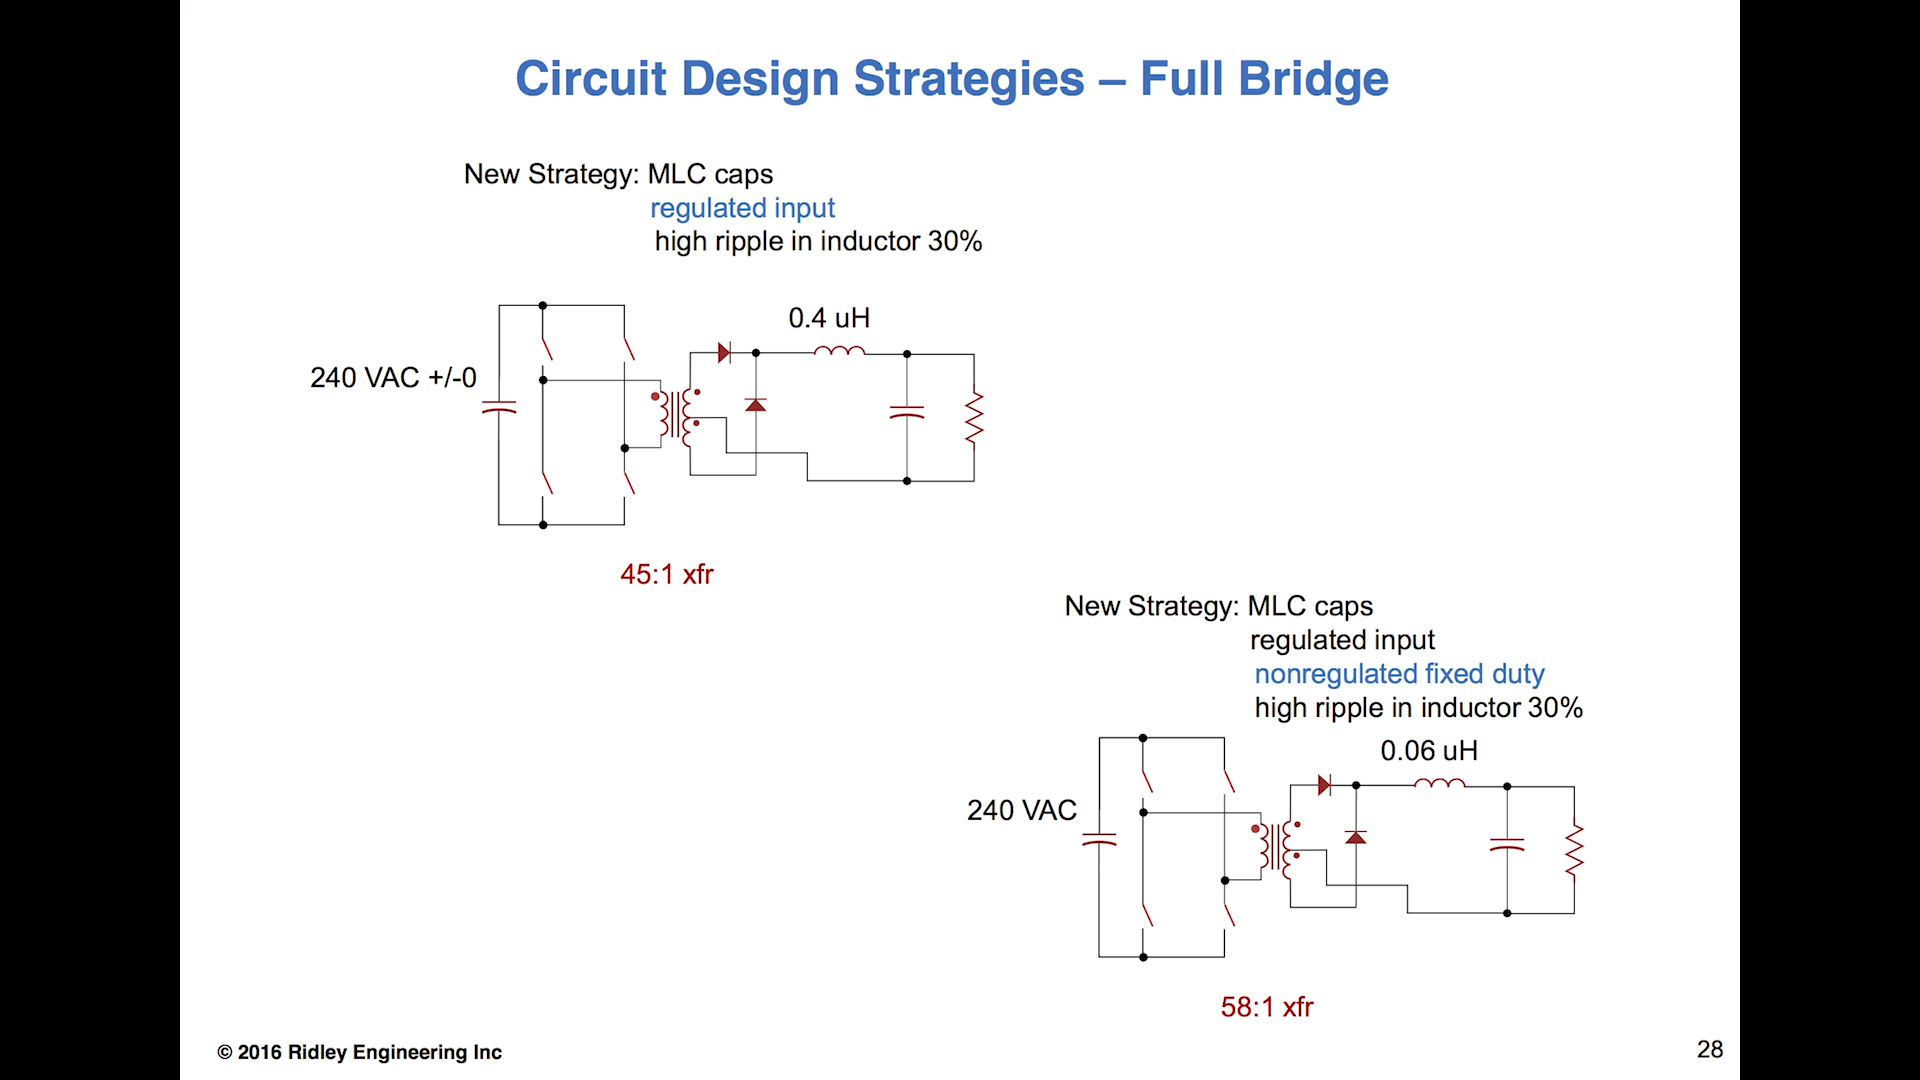 Circuit Design Strategies – Full Bridge
New Strategy: MLC caps
regulated input
high ripple in inductor 30%
0.4 uH
240 VAC +/-0
45:1 xfr
New Strategy: MLC caps
regulated input
nonregulated fixed duty
high ripple in inductor 30%
0.06 uH
240 VAC
58:1 xfr
© 2016 Ridley Engineering Inc
28